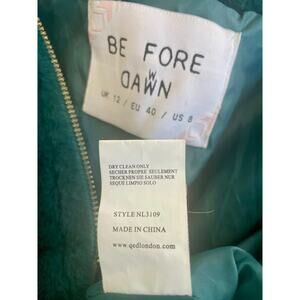 BE FORE
W
DAWN
UK 12 / EU 40 / US 8
DRY CLEAN ONLY
SECHER PROPRE SEULEMENT
TROCKNEN SIE SAUBER NUR
SEQUE LIMPIO SOLO
STYLE NL3109
MADE IN CHINA
www.qedlondon.com